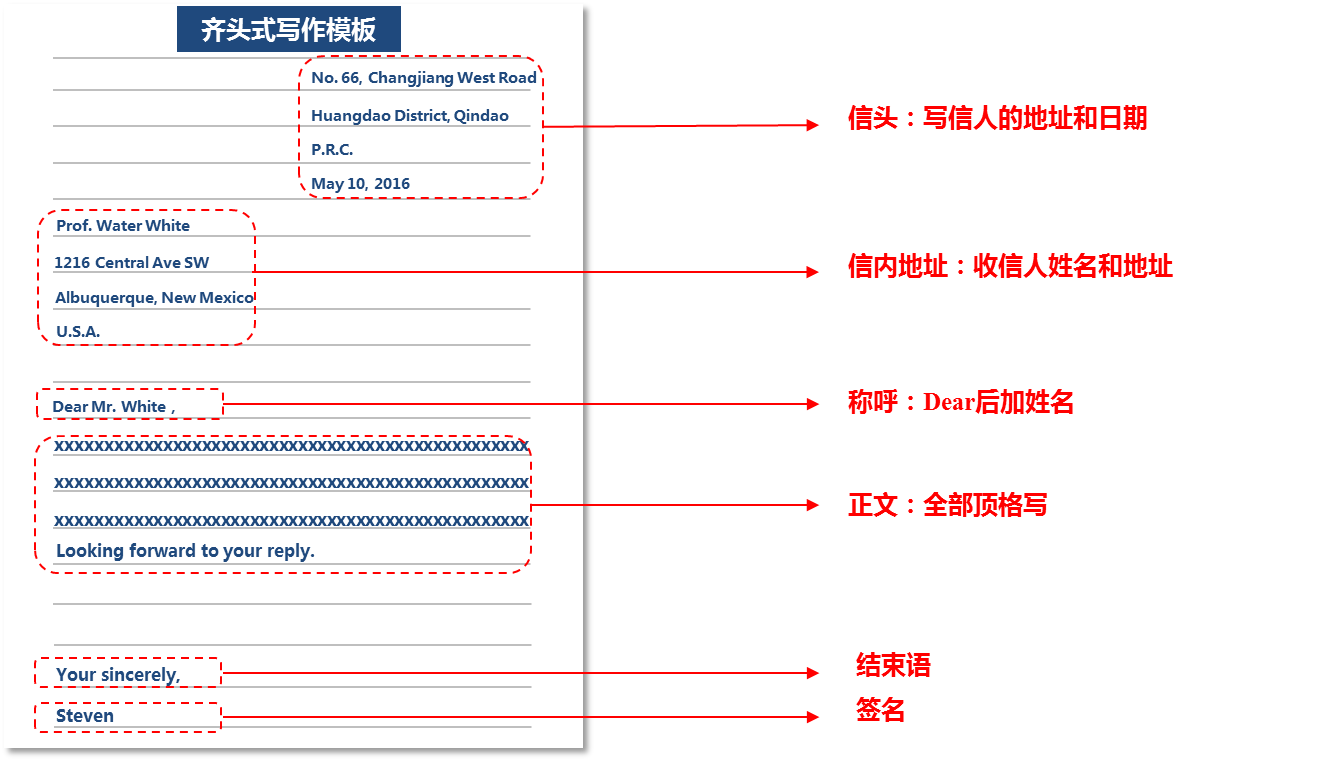 齐头式写作模板
No. 66, Changjiang West Road
Huangdao District, Qindao
P.R.C.
May 10, 2016
信头：写信人的地址和日期
Prof. Water White
1216 Central Ave SW
Albuquerque, New Mexico
U.S.A.
信内地址：收信人姓名和地址
Dear Mr. White，
称呼：Dear后加姓名
xxxxxxxxxxxxxxxxxxxxxxxxxxxxxxxxxxxxxxxxxxxxxxxx
xxxxxxxxxxxxxxxxxxxxxxxxxxxxxxxxxxxxxxxxxxxxxxxx
xxxxxxxxxxxxxxxxxxxxxxxxxxxxxxxxxxxxxxxxxxxxxxxx
Looking forward to your reply.
正文：全部顶格写
Your sincerely,
结束语
Steven
签名